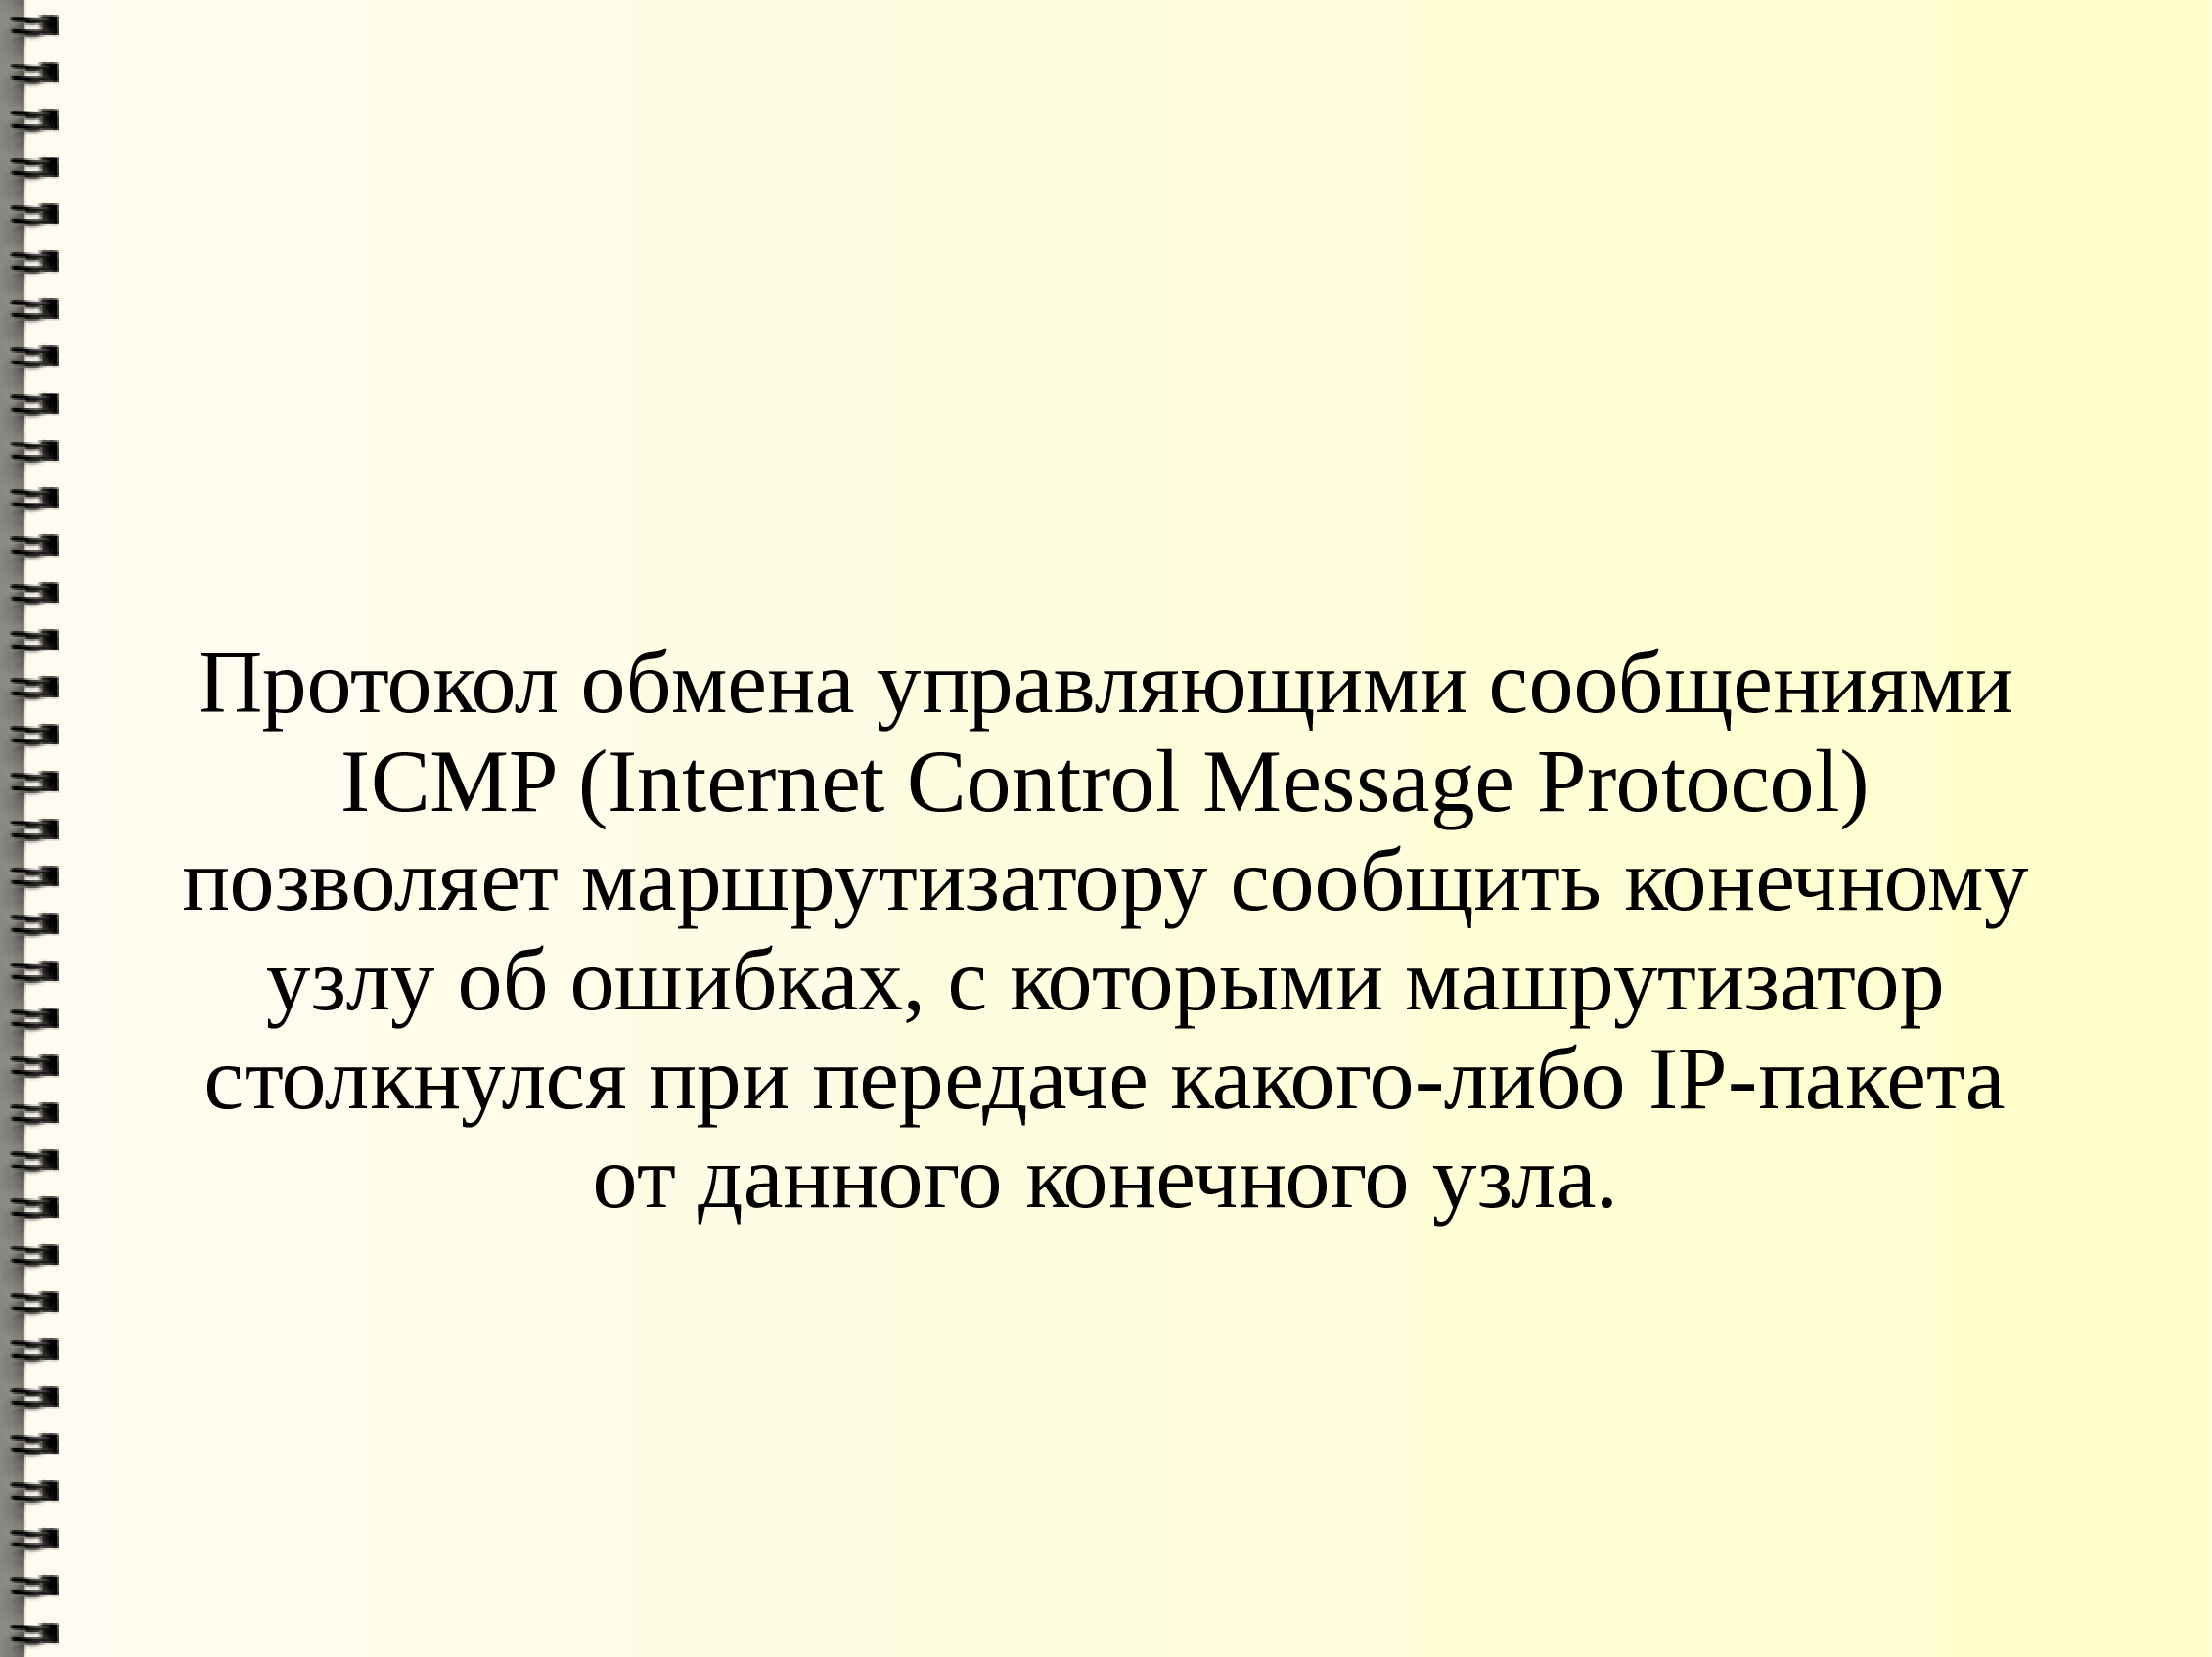 Протокол обмена управляющими сообщениями
ICMP (Internet Control Message Protocol)
позволяет маршрутизатору сообщить конечному
узлу об ошибках, с которыми машрутизатор
столкнулся при передаче какого-либо IP-пакета
от данного конечного узла.